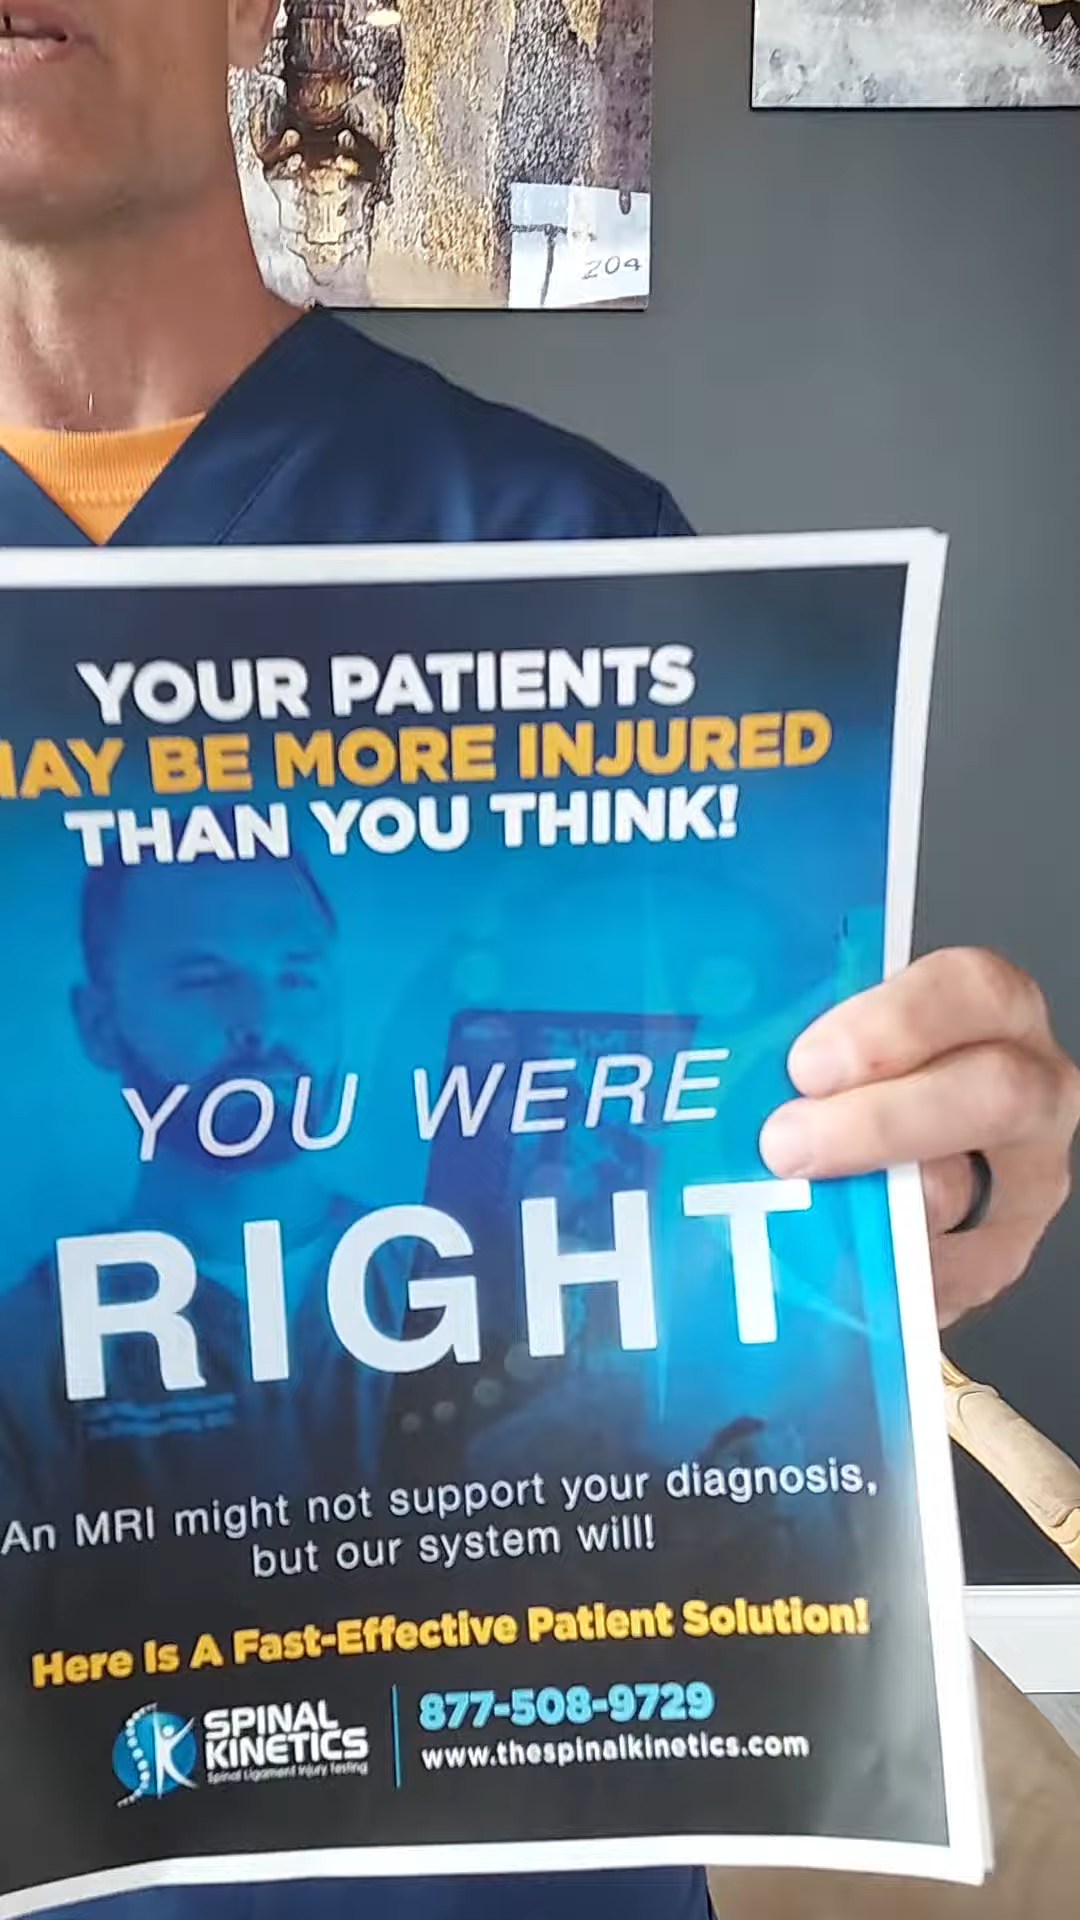 204
YOUR PATIENTS
MAY BE MORE INJURED
THAN YOU THINK!
YOU WERE
RIGHT
An MRI might not support your diagnosis,
but our system will!
Here Is A Fast-Effective Patient Solution!
SPINAL
KINETICS
Spinal Ligament Injury Testing
877-508-9729
www.thespinalkinetics.com